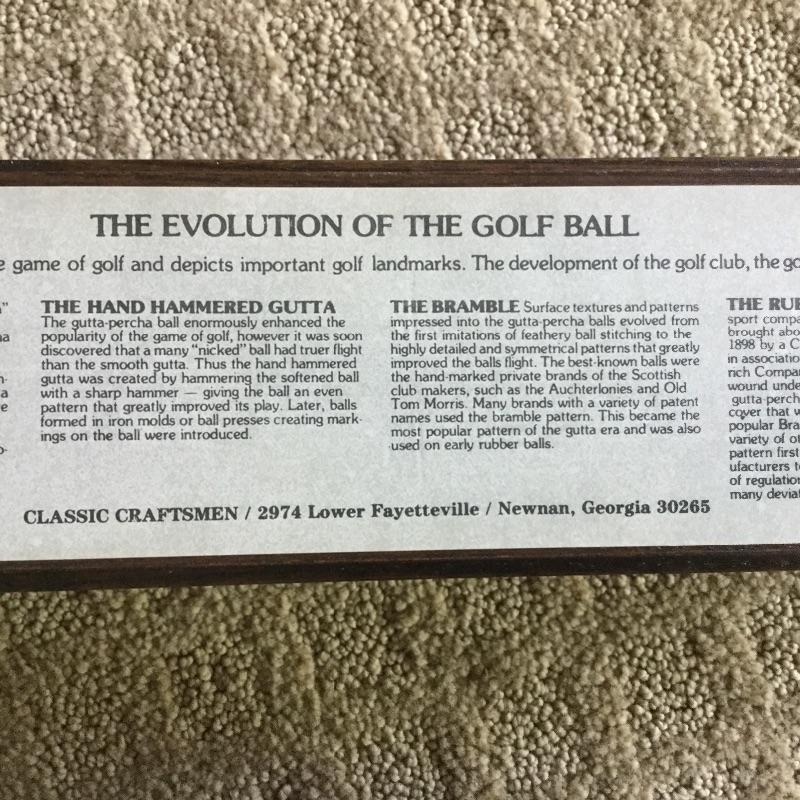 THE EVOLUTION OF THE GOLF BALL
game of golf and depicts important golf landmarks. The development of the golf club, the
THE HAND HAMMERED GUTTA
The gutta-percha ball enormously enhanced the
popularity of the game of golf, however it was soon
discovered that a many "nicked" ball had truer flight
than the smooth gutta. Thus the hand hammered
gutta was created by hammering the softened ball
with a sharp hammer — giving the ball an even
pattern that greatly improved its play. Later, balls
formed in iron molds or ball presses creating mark-
ings on the ball were introduced.
THE BRAMBLE Surface textures and patterns
impressed into the gutta-percha balls evolved from
the first imitations of feathery ball stitching to the
highly detailed and symmetrical patterns that greatly
improved the balls flight. The best-known balls were
the hand-marked private brands of the Scottish
club makers, such as the Auchterlonies and Old
Tom Morris. Many brands with a variety of patent
names used the bramble pattern. This became the
most popular pattern of the gutta era and was also
used on early rubber balls.
THE
sport
brought
1898 by a
in
rich
wound
gutta-perch
cover that
popular
variety of
pattern first
ufacturers
of
many
CLASSIC CRAFTSMEN / 2974 Lower Fayetteville / Newnan, Georgia 30265